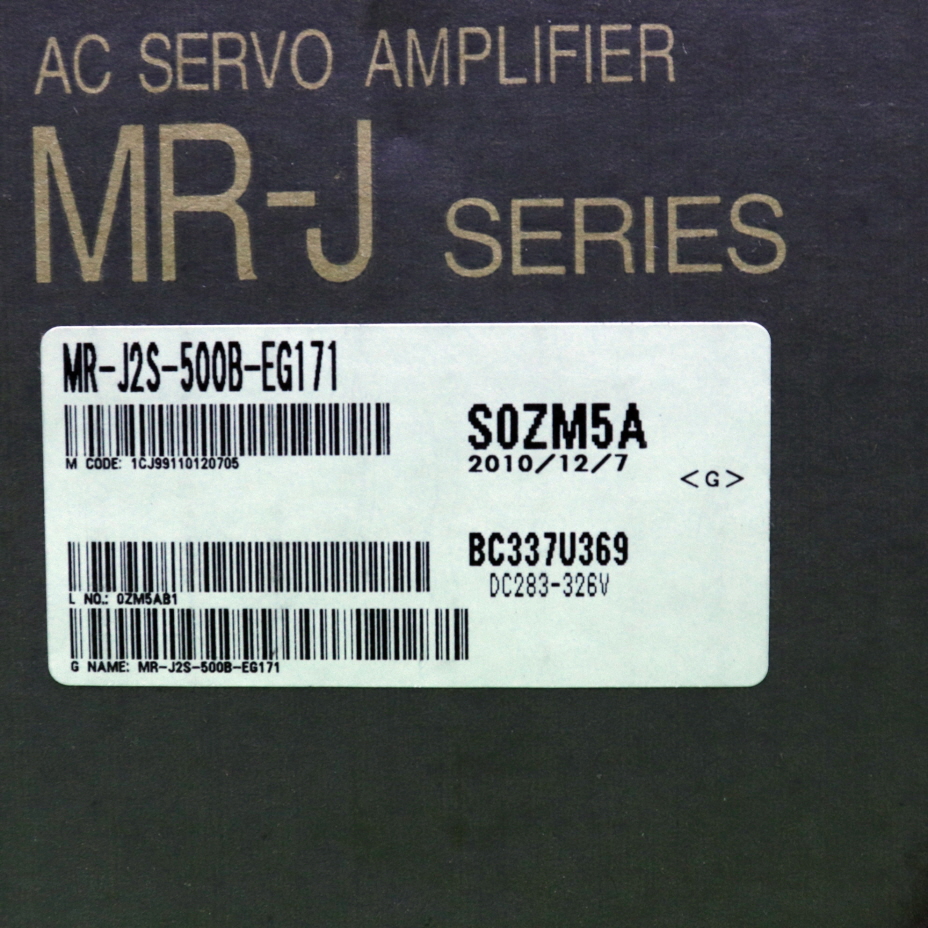 AC SERVO AMPLIFIER
MR-J SERIES
MR-J2S-500B-EG171
M CODE: 1CJ99110120705
S0ZM5A
2010/12/7
<G>
BC337U369
DC283-326V
L NO.: 0ZM5AB1
G NAME: MR-J2S-500B-EG171